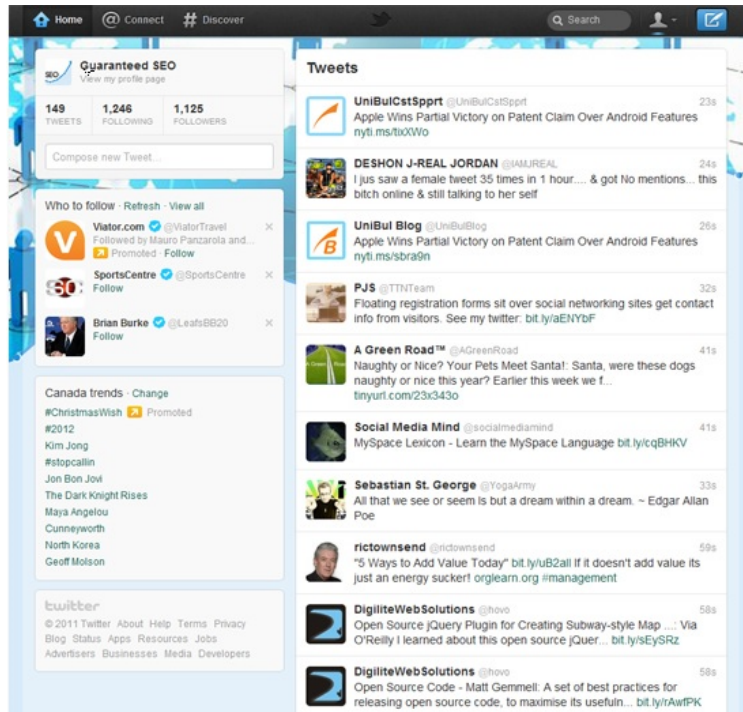 Home @ Connect # Discover Search
SEO Guaranteed SEO
View my profile page
149 1,246 1,125
TWEETS FOLLOWING FOLLOWERS
Compose new Tweet...
Who to follow · Refresh · View all
Viator.com @ViatorTravel
Followed by Mauro Panzarola and...
Promoted · Follow
SportsCentre @SportsCentre
Follow
Brian Burke @LeafsBB20
Follow
Canada trends · Change
#ChristmasWish Promoted
#2012
Kim Jong
#stopcallin
Jon Bon Jovi
The Dark Knight Rises
Maya Angelou
Cunneyworth
North Korea
Geoff Molson
twitter
© 2011 Twitter About Help Terms Privacy
Blog Status Apps Resources Jobs
Advertisers Businesses Media Developers
Tweets
UniBulCstSpprt @UniBulCstSpprt 23s
Apple Wins Partial Victory on Patent Claim Over Android Features
nyti.ms/tixXWo
DESHON J-REAL JORDAN @IAMJREAL 24s
I jus saw a female tweet 35 times in 1 hour.... & got No mentions... this
bitch online & still talking to her self
UniBul Blog @UniBulBlog 26s
Apple Wins Partial Victory on Patent Claim Over Android Features
nyti.ms/sbra9n
PJS @TTNTeam 32s
Floating registration forms sit over social networking sites get contact
info from visitors. See my twitter: bit.ly/aENYbF
A Green Road™ @AGreenRoad 41s
Naughty or Nice? Your Pets Meet Santa!: Santa, were these dogs
naughty or nice this year? Earlier this week we f...
tinyurl.com/23x343o
Social Media Mind @socialmediamind 41s
MySpace Lexicon - Learn the MySpace Language bit.ly/cqBHKV
Sebastian St. George @YogaArmy 33s
All that we see or seem Is but a dream within a dream. ~ Edgar Allan
Poe
rictownsend @rictownsend 59s
"5 Ways to Add Value Today" bit.ly/uB2all If it doesn't add value its
just an energy sucker! orglearn.org #management
DigiliteWebSolutions @hovo 58s
Open Source jQuery Plugin for Creating Subway-style Map ...: Via
O'Reilly I learned about this open source jQuer... bit.ly/sEySRz
DigiliteWebSolutions @hovo 58s
Open Source Code - Matt Gemmell: A set of best practices for
releasing open source code, to maximise its usefuln... bit.ly/rAwfPK